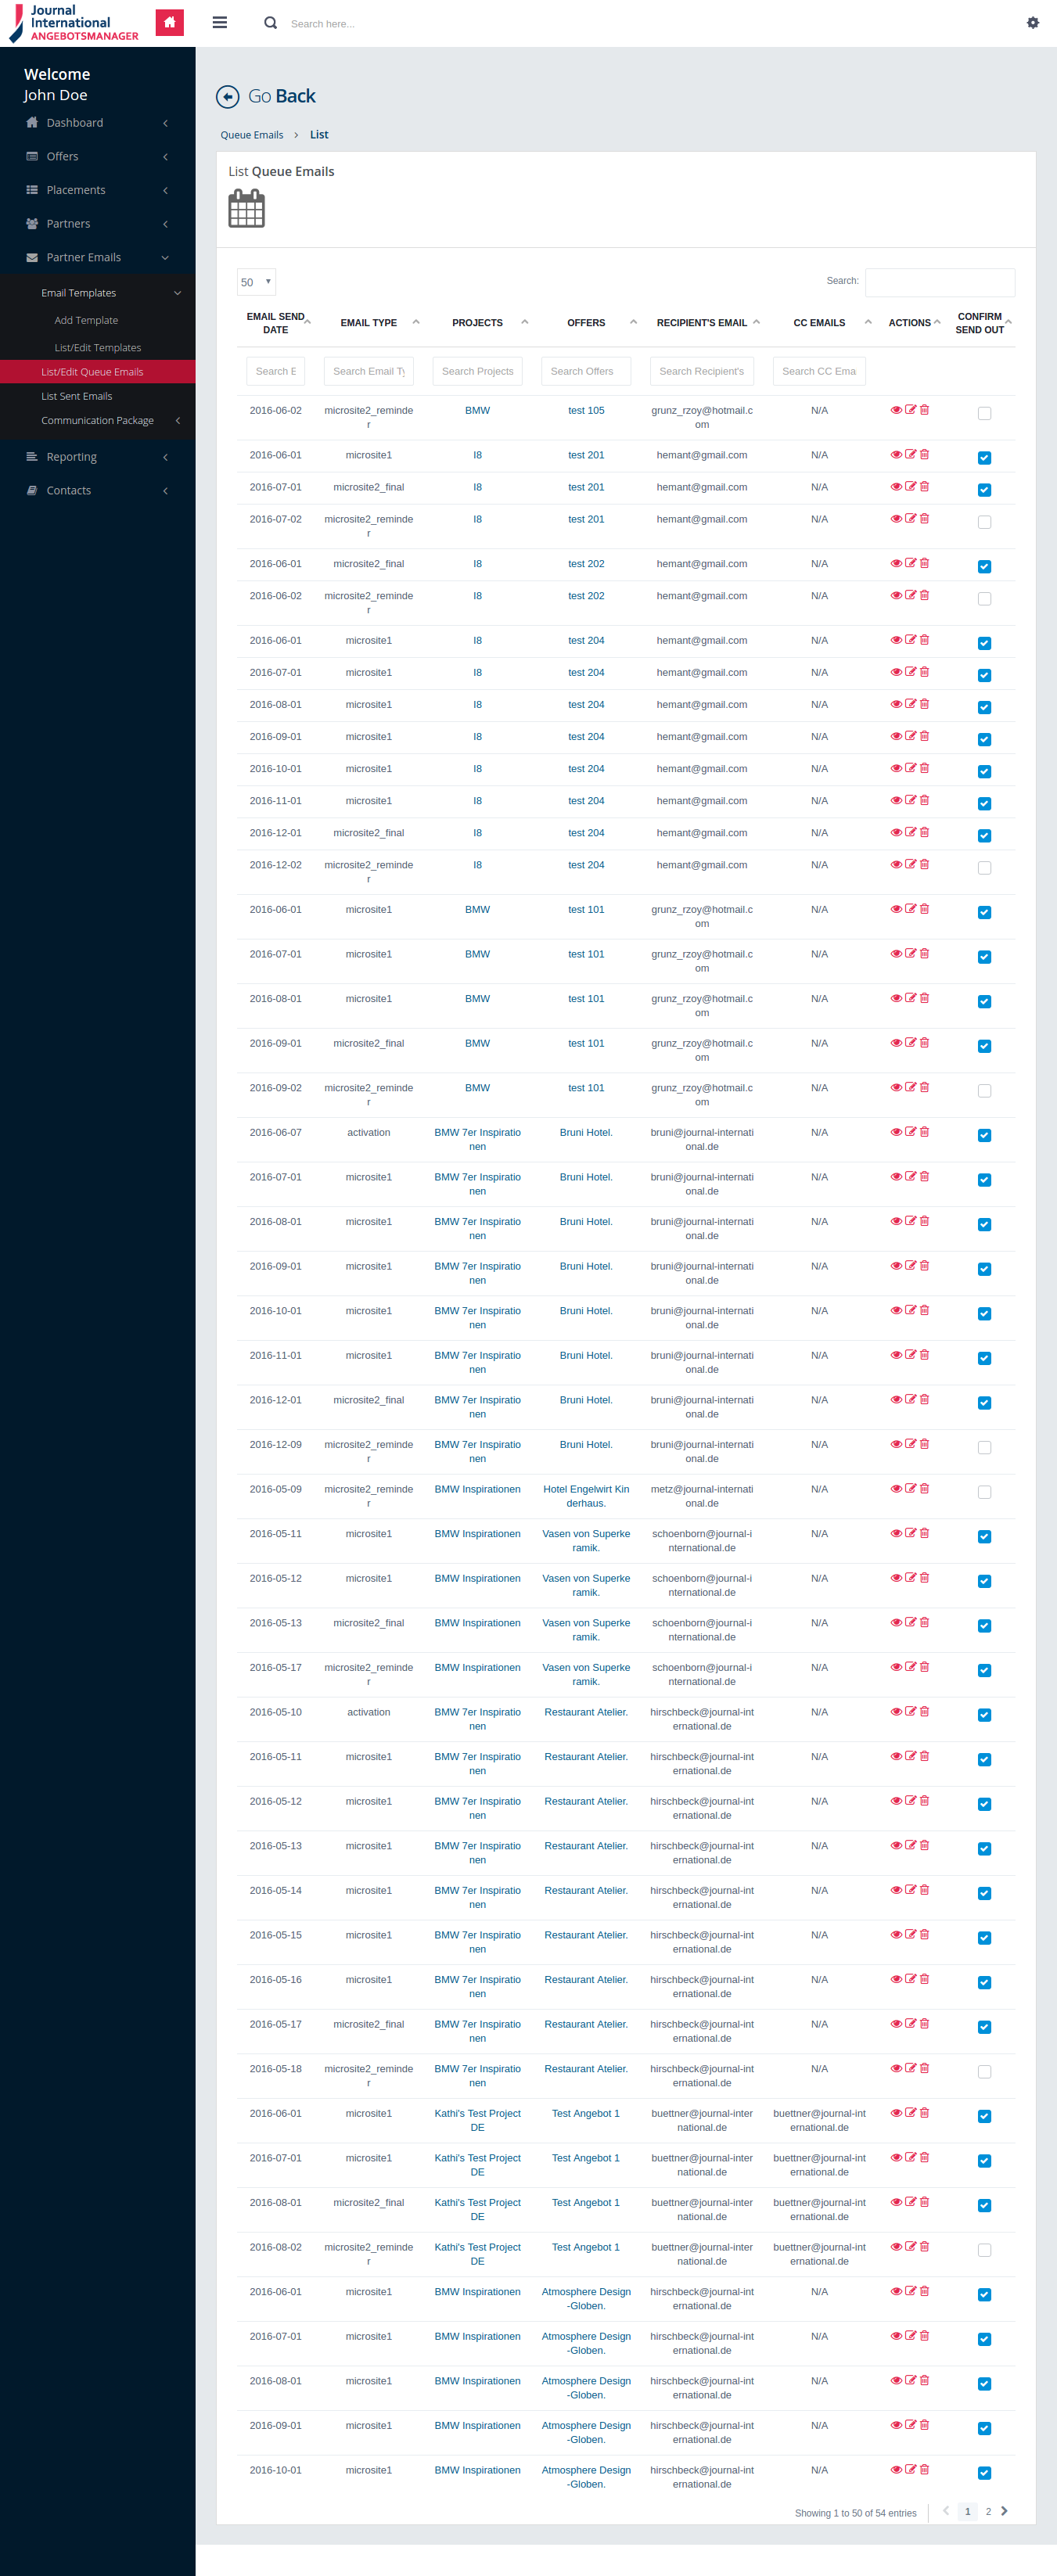 Journal
International
ANGEBOTSMANAGER
Search here...
Welcome
John Doe
Dashboard
Offers
Placements
Partners
Partner Emails
Email Templates
Add Template
List/Edit Templates
List/Edit Queue Emails
List Sent Emails
Communication Package
Reporting
Contacts
Go Back
Queue Emails > List
List Queue Emails
50
Search:
EMAIL SEND DATE EMAIL TYPE PROJECTS OFFERS RECIPIENT'S EMAIL CC EMAILS ACTIONS CONFIRM SEND OUT
Search E Search Email Ty Search Projects Search Offers Search Recipient's Search CC Ema
2016-06-02 microsite2_reminder BMW test 105 grunz_rzoy@hotmail.com N/A
2016-06-01 microsite1 I8 test 201 hemant@gmail.com N/A
2016-07-01 microsite2_final I8 test 201 hemant@gmail.com N/A
2016-07-02 microsite2_reminder I8 test 201 hemant@gmail.com N/A
2016-06-01 microsite2_final I8 test 202 hemant@gmail.com N/A
2016-06-02 microsite2_reminder I8 test 202 hemant@gmail.com N/A
2016-06-01 microsite1 I8 test 204 hemant@gmail.com N/A
2016-07-01 microsite1 I8 test 204 hemant@gmail.com N/A
2016-08-01 microsite1 I8 test 204 hemant@gmail.com N/A
2016-09-01 microsite1 I8 test 204 hemant@gmail.com N/A
2016-10-01 microsite1 I8 test 204 hemant@gmail.com N/A
2016-11-01 microsite1 I8 test 204 hemant@gmail.com N/A
2016-12-01 microsite2_final I8 test 204 hemant@gmail.com N/A
2016-12-02 microsite2_reminder I8 test 204 hemant@gmail.com N/A
2016-06-01 microsite1 BMW test 101 grunz_rzoy@hotmail.com N/A
2016-07-01 microsite1 BMW test 101 grunz_rzoy@hotmail.com N/A
2016-08-01 microsite1 BMW test 101 grunz_rzoy@hotmail.com N/A
2016-09-01 microsite2_final BMW test 101 grunz_rzoy@hotmail.com N/A
2016-09-02 microsite2_reminder BMW test 101 grunz_rzoy@hotmail.com N/A
2016-06-07 activation BMW 7er Inspirationen Bruni Hotel. bruni@journal-international.de N/A
2016-07-01 microsite1 BMW 7er Inspirationen Bruni Hotel. bruni@journal-international.de N/A
2016-08-01 microsite1 BMW 7er Inspirationen Bruni Hotel. bruni@journal-international.de N/A
2016-09-01 microsite1 BMW 7er Inspirationen Bruni Hotel. bruni@journal-international.de N/A
2016-10-01 microsite1 BMW 7er Inspirationen Bruni Hotel. bruni@journal-international.de N/A
2016-11-01 microsite1 BMW 7er Inspirationen Bruni Hotel. bruni@journal-international.de N/A
2016-12-01 microsite2_final BMW 7er Inspirationen Bruni Hotel. bruni@journal-international.de N/A
2016-12-09 microsite2_reminder BMW 7er Inspirationen Bruni Hotel. bruni@journal-international.de N/A
2016-05-09 microsite2_reminder BMW Inspirationen Hotel Engelwirt Kinderhaus. metz@journal-international.de N/A
2016-05-11 microsite1 BMW Inspirationen Vasen von Superkeramik. schoenborn@journal-international.de N/A
2016-05-12 microsite1 BMW Inspirationen Vasen von Superkeramik. schoenborn@journal-international.de N/A
2016-05-13 microsite2_final BMW Inspirationen Vasen von Superkeramik. schoenborn@journal-international.de N/A
2016-05-17 microsite2_reminder BMW Inspirationen Vasen von Superkeramik. schoenborn@journal-international.de N/A
2016-05-10 activation BMW 7er Inspirationen Restaurant Atelier. hirschbeck@journal-international.de N/A
2016-05-11 microsite1 BMW 7er Inspirationen Restaurant Atelier. hirschbeck@journal-international.de N/A
2016-05-12 microsite1 BMW 7er Inspirationen Restaurant Atelier. hirschbeck@journal-international.de N/A
2016-05-13 microsite1 BMW 7er Inspirationen Restaurant Atelier. hirschbeck@journal-international.de N/A
2016-05-14 microsite1 BMW 7er Inspirationen Restaurant Atelier. hirschbeck@journal-international.de N/A
2016-05-15 microsite1 BMW 7er Inspirationen Restaurant Atelier. hirschbeck@journal-international.de N/A
2016-05-16 microsite1 BMW 7er Inspirationen Restaurant Atelier. hirschbeck@journal-international.de N/A
2016-05-17 microsite2_final BMW 7er Inspirationen Restaurant Atelier. hirschbeck@journal-international.de N/A
2016-05-18 microsite2_reminder BMW 7er Inspirationen Restaurant Atelier. hirschbeck@journal-international.de N/A
2016-06-01 microsite1 Kathi's Test Project DE Test Angebot 1 buettner@journal-international.de buettner@journal-international.de
2016-07-01 microsite1 Kathi's Test Project DE Test Angebot 1 buettner@journal-international.de buettner@journal-international.de
2016-08-01 microsite2_final Kathi's Test Project DE Test Angebot 1 buettner@journal-international.de buettner@journal-international.de
2016-08-02 microsite2_reminder Kathi's Test Project DE Test Angebot 1 buettner@journal-international.de buettner@journal-international.de
2016-06-01 microsite1 BMW Inspirationen Atmosphere Design-Globen. hirschbeck@journal-international.de N/A
2016-07-01 microsite1 BMW Inspirationen Atmosphere Design-Globen. hirschbeck@journal-international.de N/A
2016-08-01 microsite1 BMW Inspirationen Atmosphere Design-Globen. hirschbeck@journal-international.de N/A
2016-09-01 microsite1 BMW Inspirationen Atmosphere Design-Globen. hirschbeck@journal-international.de N/A
2016-10-01 microsite1 BMW Inspirationen Atmosphere Design-Globen. hirschbeck@journal-international.de N/A
Showing 1 to 50 of 54 entries 1 2